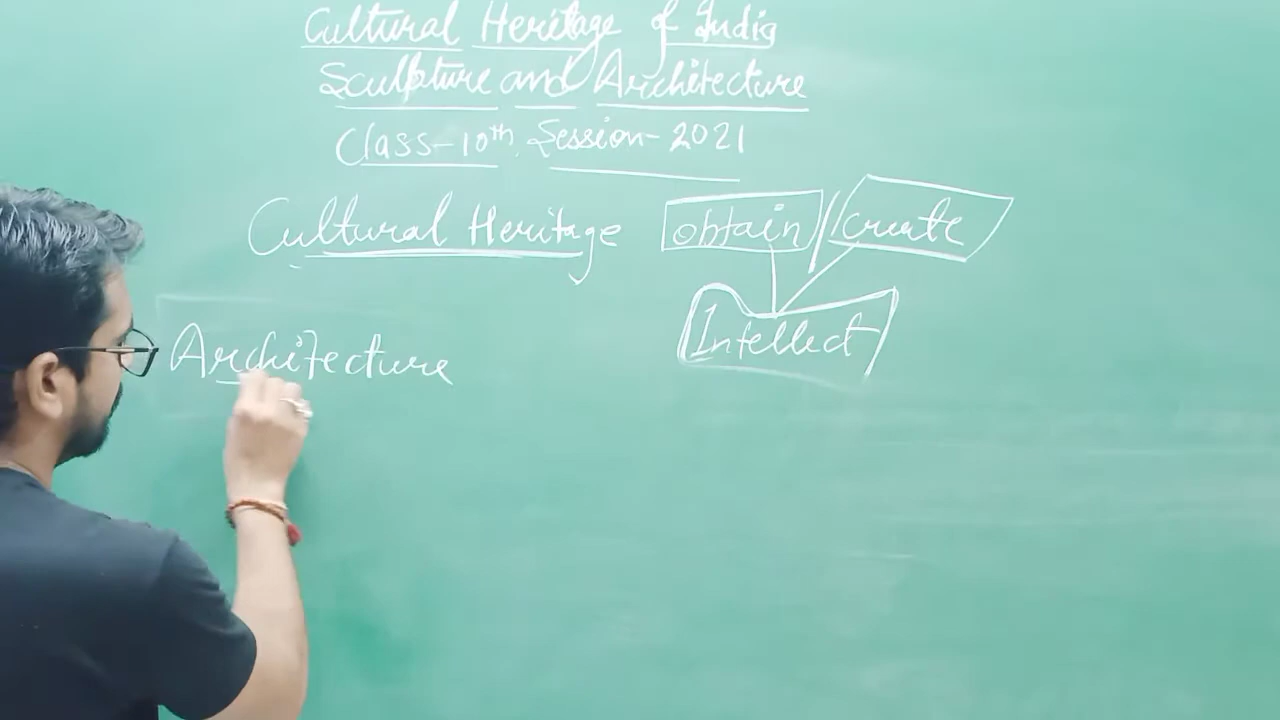 Cultural Heritage of India
Sculpture and Architecture
Class-10th Session-2021
Cultural Heritage obtain/create
Intellect
Architecture